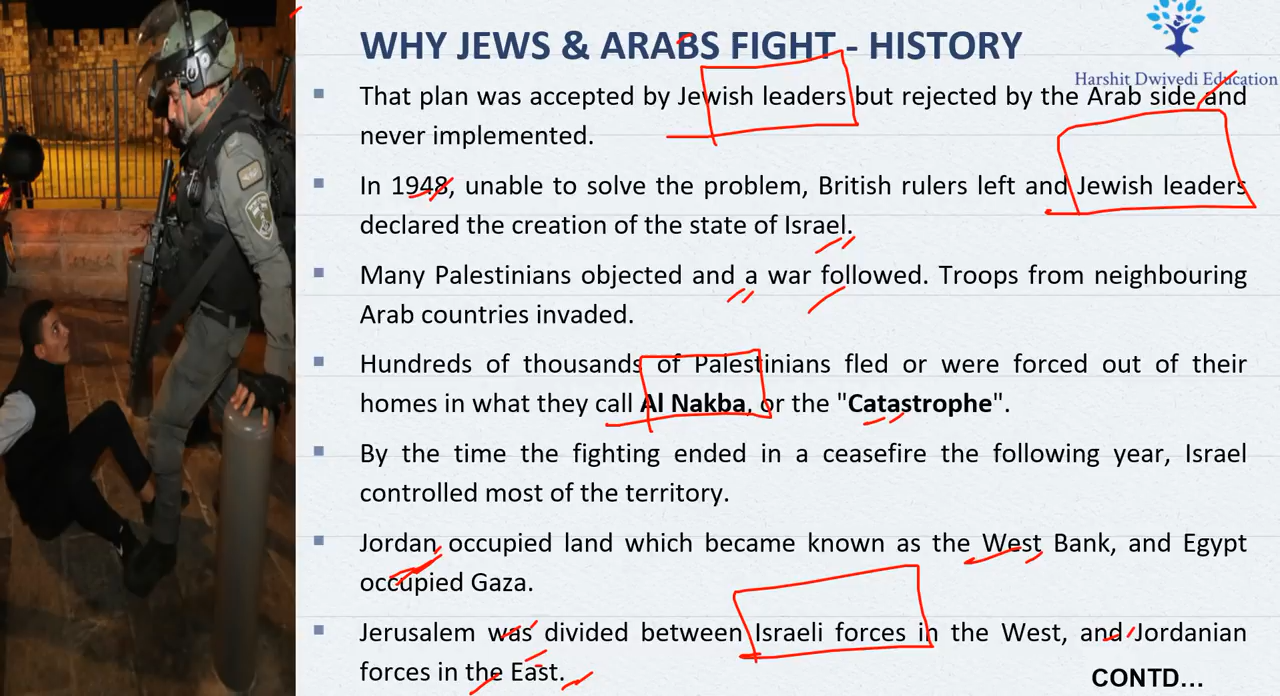 WHY JEWS & ARABS FIGHT - HISTORY
Harshit Dwivedi Education
▪ That plan was accepted by Jewish leaders but rejected by the Arab side and
never implemented.
▪ In 1948, unable to solve the problem, British rulers left and Jewish leaders
declared the creation of the state of Israel.
▪ Many Palestinians objected and a war followed. Troops from neighbouring
Arab countries invaded.
▪ Hundreds of thousands of Palestinians fled or were forced out of their
homes in what they call Al Nakba, or the "Catastrophe".
▪ By the time the fighting ended in a ceasefire the following year, Israel
controlled most of the territory.
▪ Jordan occupied land which became known as the West Bank, and Egypt
occupied Gaza.
▪ Jerusalem was divided between Israeli forces in the West, and Jordanian
forces in the East.
CONTD...